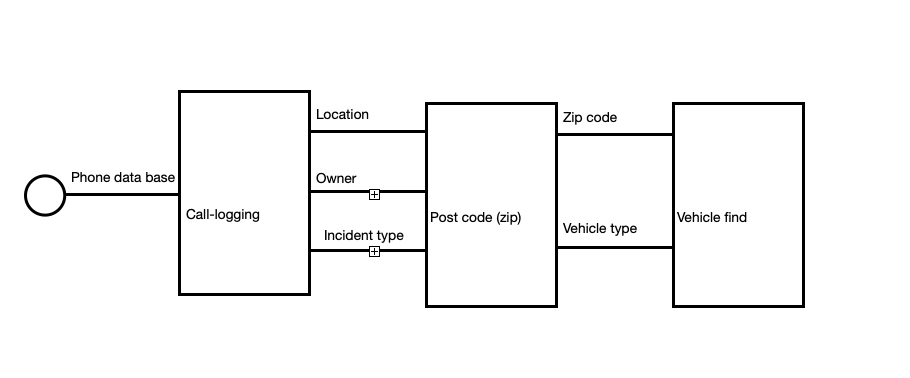 Phone data base
Call-logging
Location
Owner
Incident type
Post code (zip)
Zip code
Vehicle type
Vehicle find